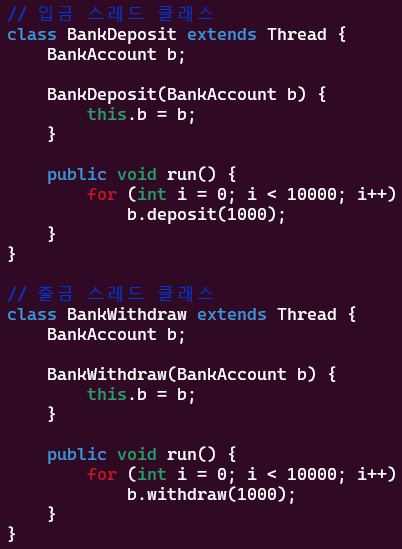 // 입금 스레드 클래스
class BankDeposit extends Thread {
    BankAccount b;

    BankDeposit(BankAccount b) {
        this.b = b;
    }

    public void run() {
        for (int i = 0; i < 10000; i++)
            b.deposit(1000);
    }
}

// 출금 스레드 클래스
class BankWithdraw extends Thread {
    BankAccount b;

    BankWithdraw(BankAccount b) {
        this.b = b;
    }

    public void run() {
        for (int i = 0; i < 10000; i++)
            b.withdraw(1000);
    }
}